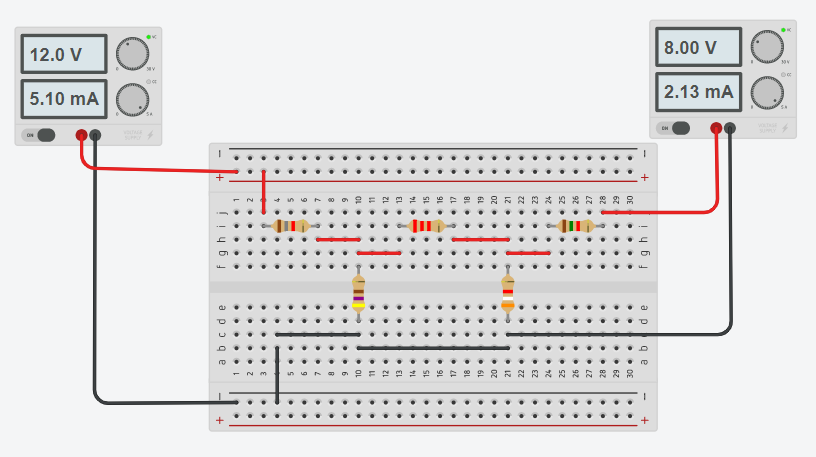 12.0 V
5.10 mA
ON
8.00 V
2.13 mA
ON
− −
+ +
1 2 3 4 5 6 7 8 9 10 11 12 13 14 15 16 17 18 19 20 21 22 23 24 25 26 27 28 29 30
j j
i i
h h
g g
f f
e e
d d
c c
b b
a a
1 2 3 4 5 6 7 8 9 10 11 12 13 14 15 16 17 18 19 20 21 22 23 24 25 26 27 28 29 30
− −
+ +